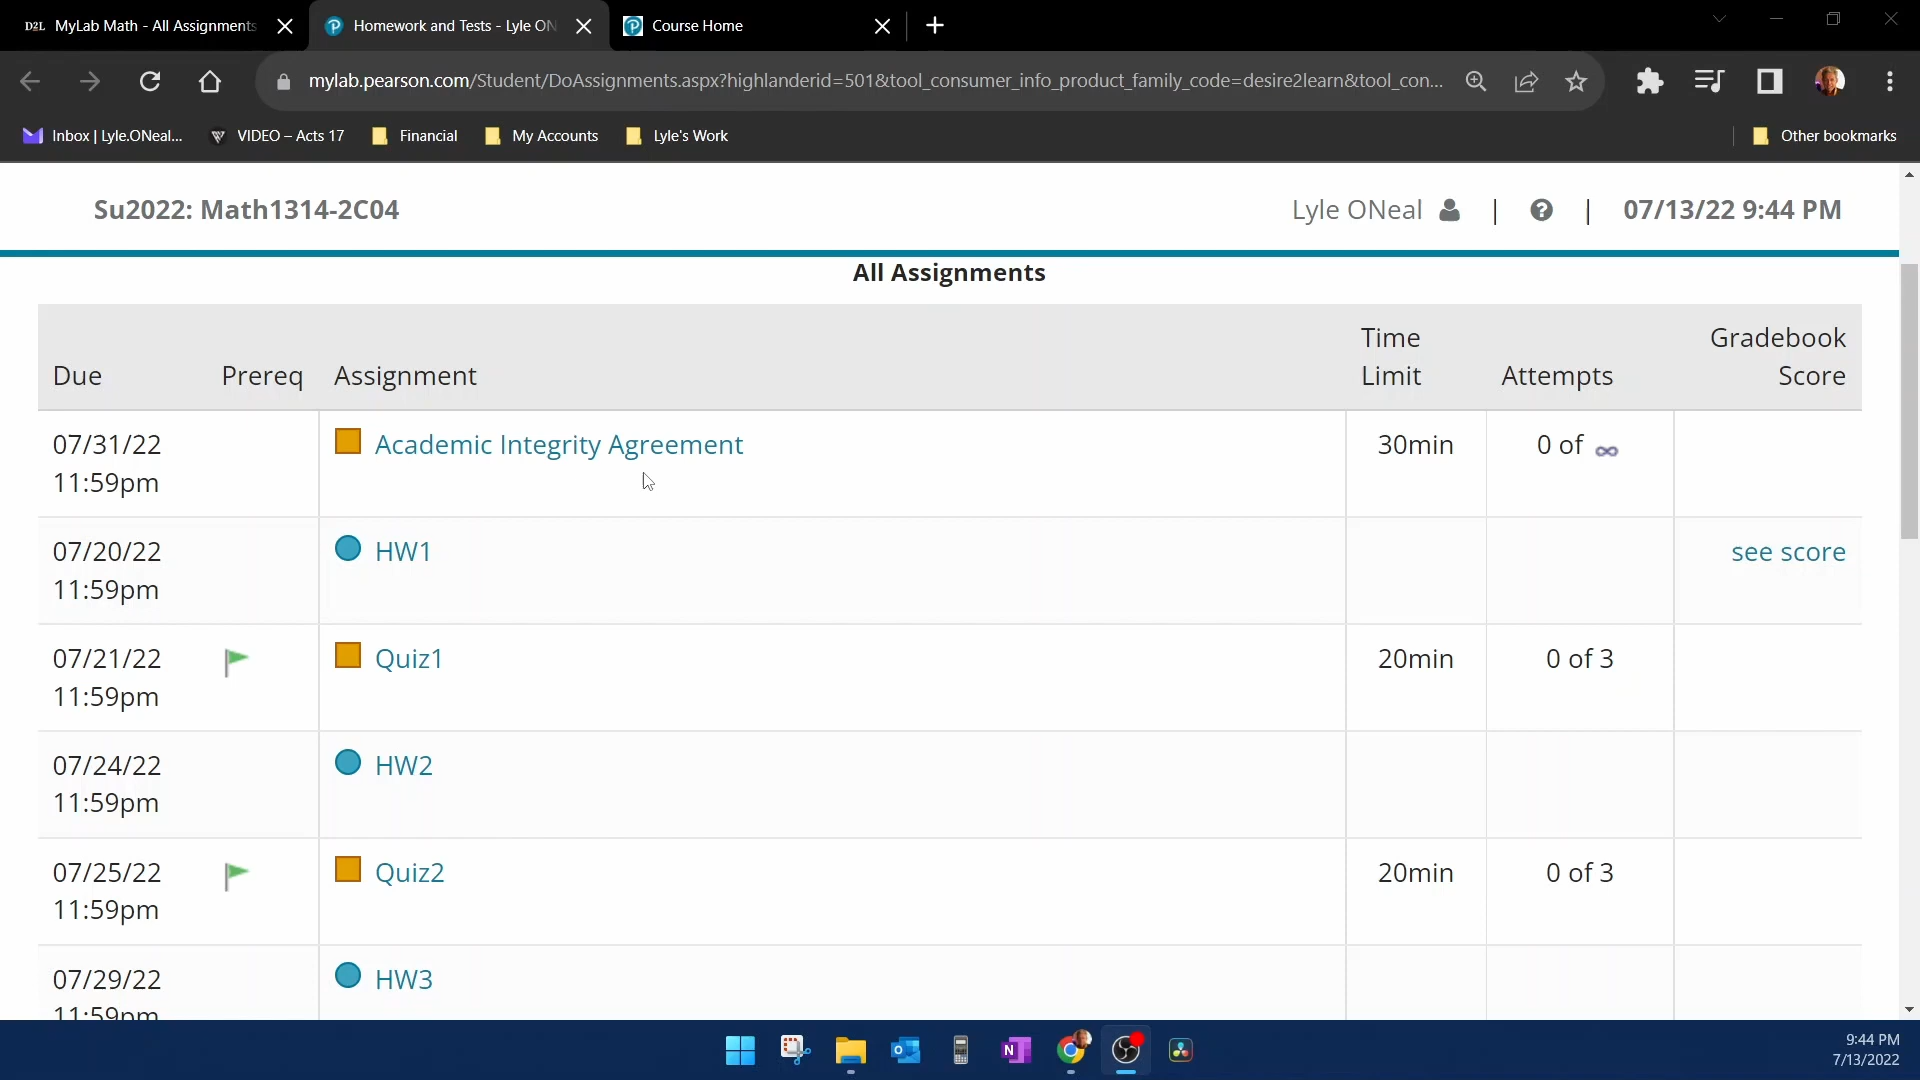 D2L MyLab Math - All Assignments
Homework and Tests - Lyle ON
Course Home
mylab.pearson.com/Student/DoAssignments.aspx?highlanderid=501&tool_consumer_info_product_family_code=desire2learn&tool_con...
Inbox | Lyle.ONeal...
VIDEO – Acts 17
Financial
My Accounts
Lyle's Work
Other bookmarks
Su2022: Math1314-2C04
Lyle ONeal | ? | 07/13/22 9:44 PM
All Assignments
Due Prereq Assignment Time Limit Attempts Gradebook Score
07/31/22 11:59pm Academic Integrity Agreement 30min 0 of ∞
07/20/22 11:59pm HW1 see score
07/21/22 11:59pm Quiz1 20min 0 of 3
07/24/22 11:59pm HW2
07/25/22 11:59pm Quiz2 20min 0 of 3
07/29/22 11:59pm HW3
N
9:44 PM
7/13/2022